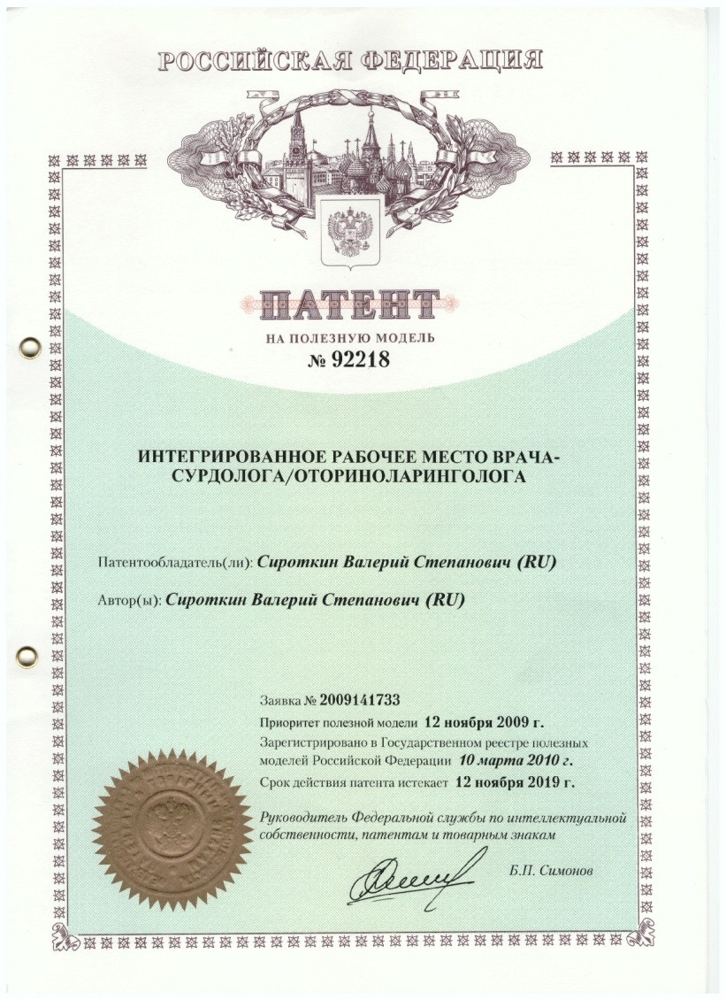 РОССИЙСКАЯ ФЕДЕРАЦИЯ
ПАТЕНТ
НА ПОЛЕЗНУЮ МОДЕЛЬ
№ 92218
ИНТЕГРИРОВАННОЕ РАБОЧЕЕ МЕСТО ВРАЧА-
СУРДОЛОГА/ОТОРИНОЛАРИНГОЛОГА
Патентообладатель(ли): Сироткин Валерий Степанович (RU)
Автор(ы): Сироткин Валерий Степанович (RU)
Заявка № 2009141733
Приоритет полезной модели 12 ноября 2009 г.
Зарегистрировано в Государственном реестре полезных
моделей Российской Федерации 10 марта 2010 г.
Срок действия патента истекает 12 ноября 2019 г.
Руководитель Федеральной службы по интеллектуальной
собственности, патентам и товарным знакам
Б.П. Симонов